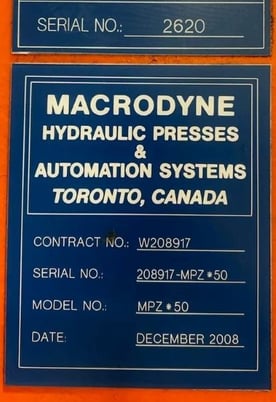 SERIAL NO.: 2620
MACRODYNE
HYDRAULIC PRESSES
&
AUTOMATION SYSTEMS
TORONTO, CANADA
CONTRACT NO.: W208917
SERIAL NO.: 208917-MPZ*50
MODEL NO.: MPZ*50
DATE: DECEMBER 2008